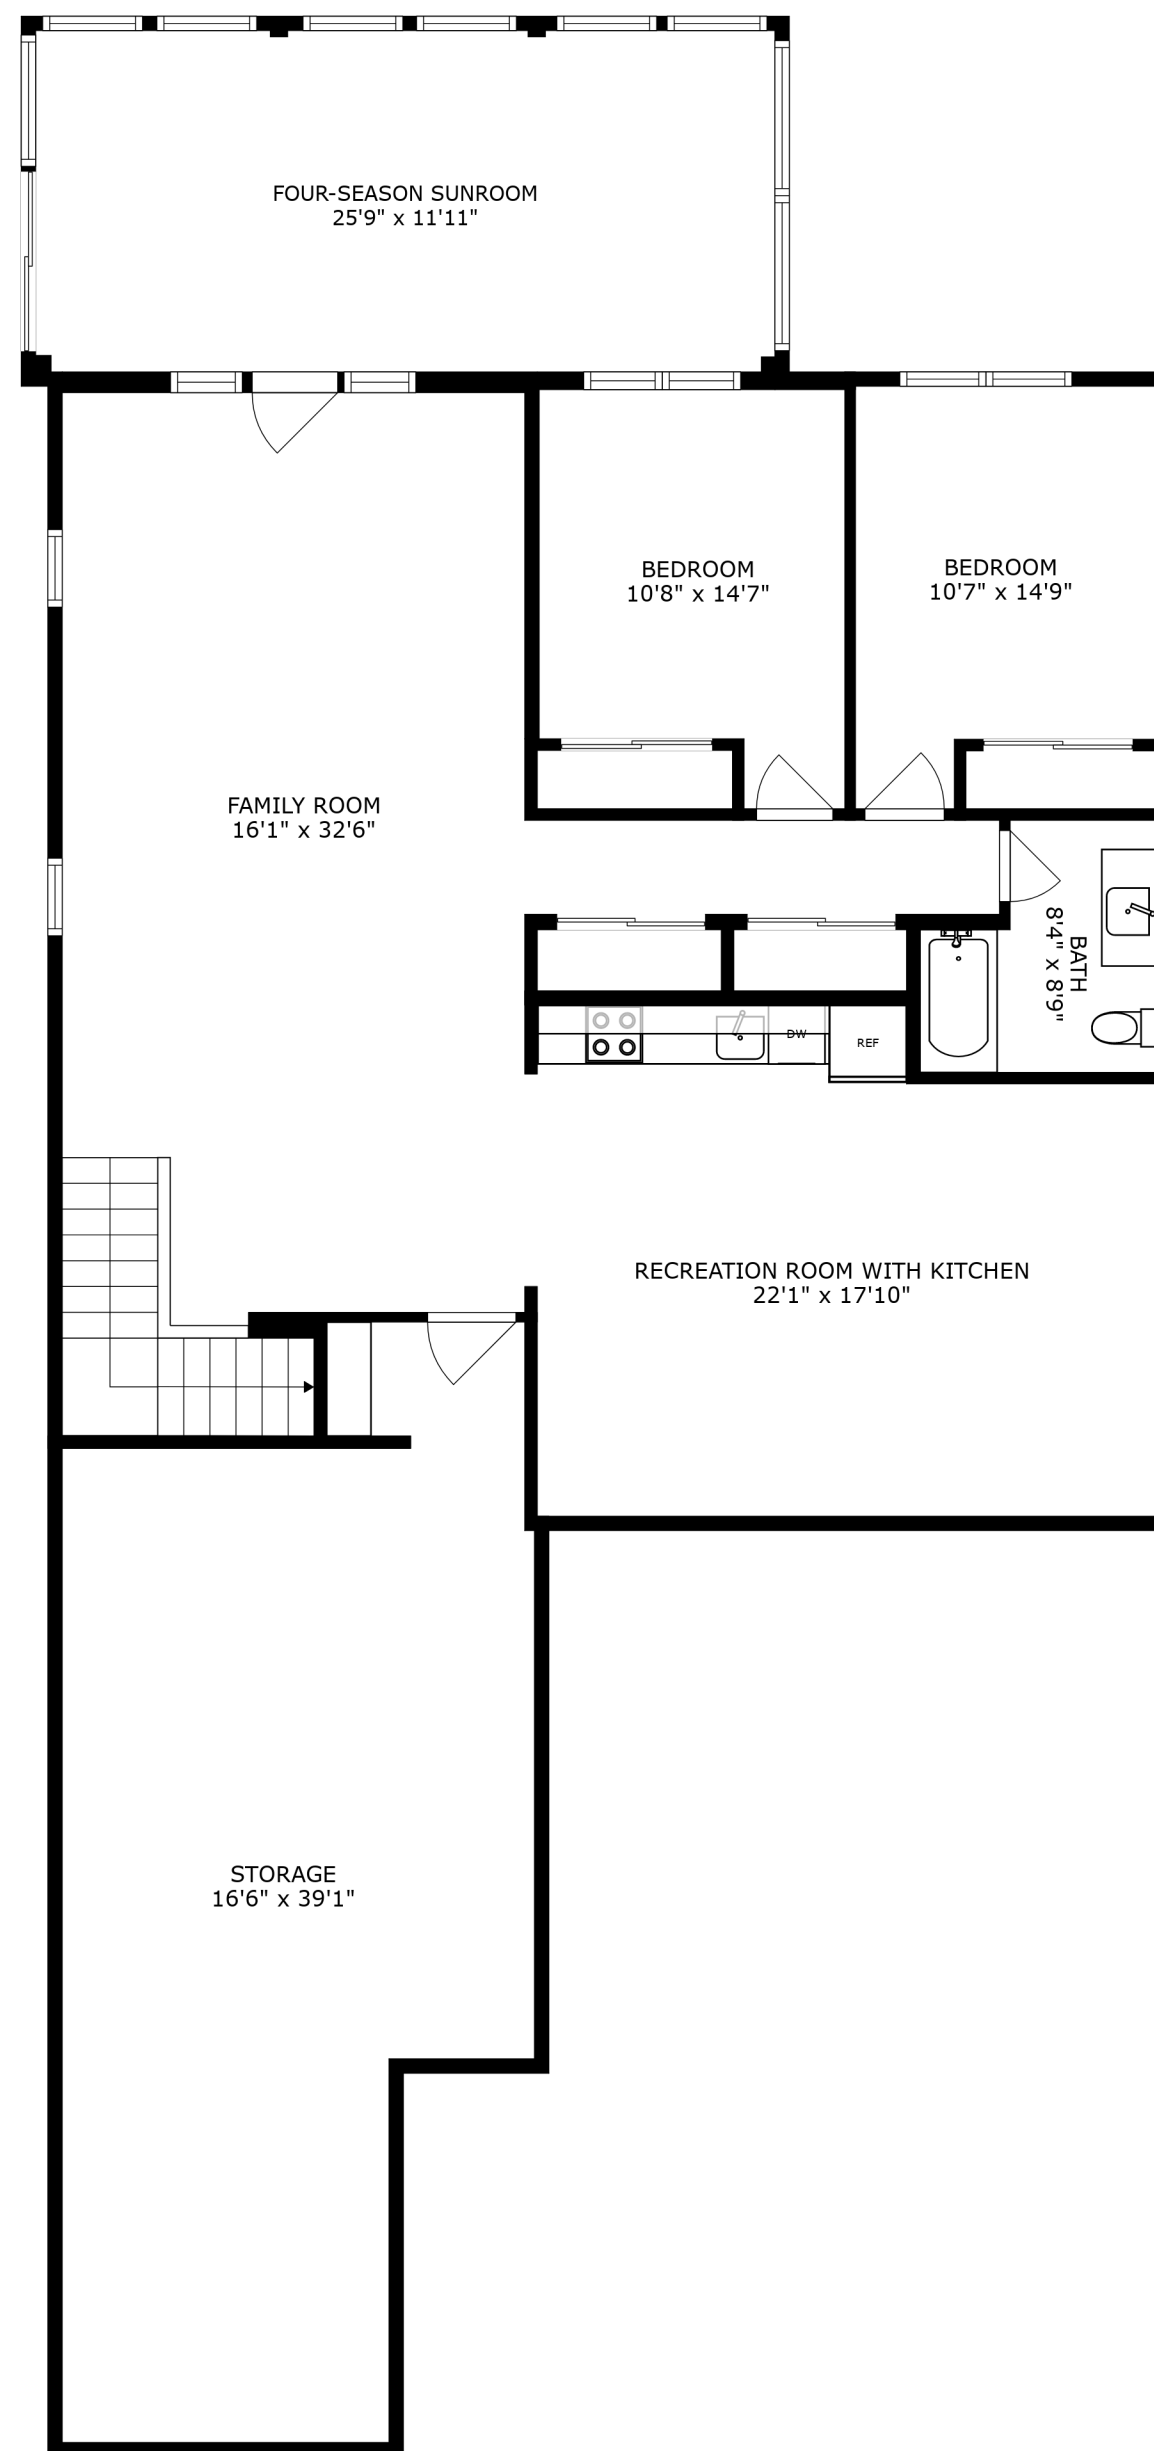 FOUR-SEASON SUNROOM
25'9" x 11'11"
BEDROOM
10'8" x 14'7"
BEDROOM
10'7" x 14'9"
FAMILY ROOM
16'1" x 32'6"
BATH
8'4" x 8'9"
DW
REF
RECREATION ROOM WITH KITCHEN
22'1" x 17'10"
STORAGE
16'6" x 39'1"